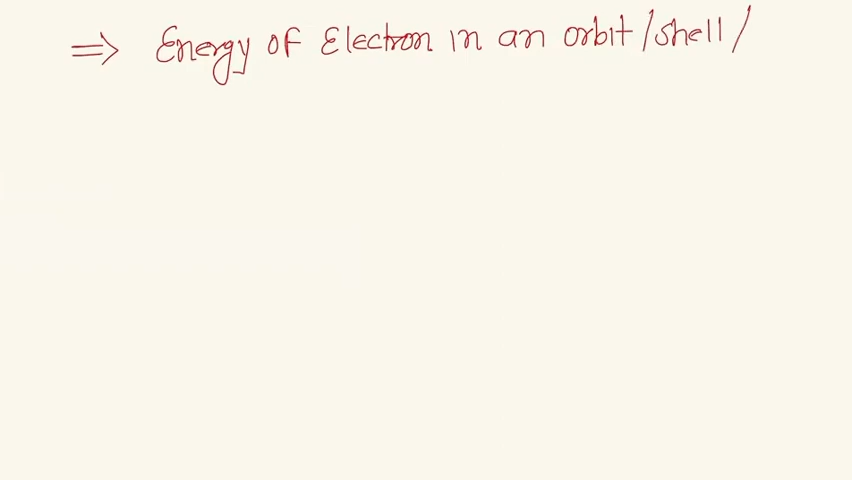 ⇒ Energy of Electron in an orbit/shell/